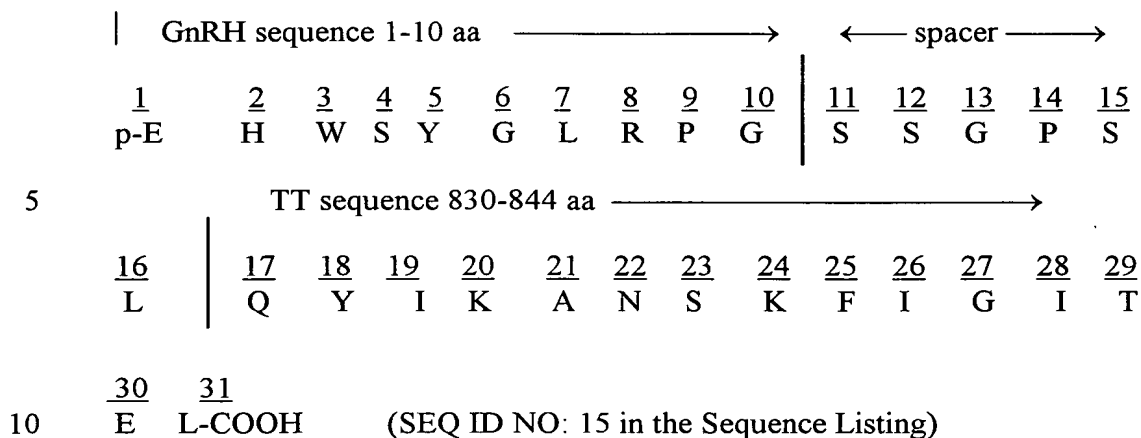 GnRH sequence 1-10 aa spacer
1 2 3 4 5 6 7 8 9 10 11 12 13 14 15
p-E H W S Y G L R P G S S G P S
5 TT sequence 830-844 aa
16 17 18 19 20 21 22 23 24 25 26 27 28 29
L Q Y I K A N S K F I G I T
30 31
10 E L-COOH (SEQ ID NO: 15 in the Sequence Listing)